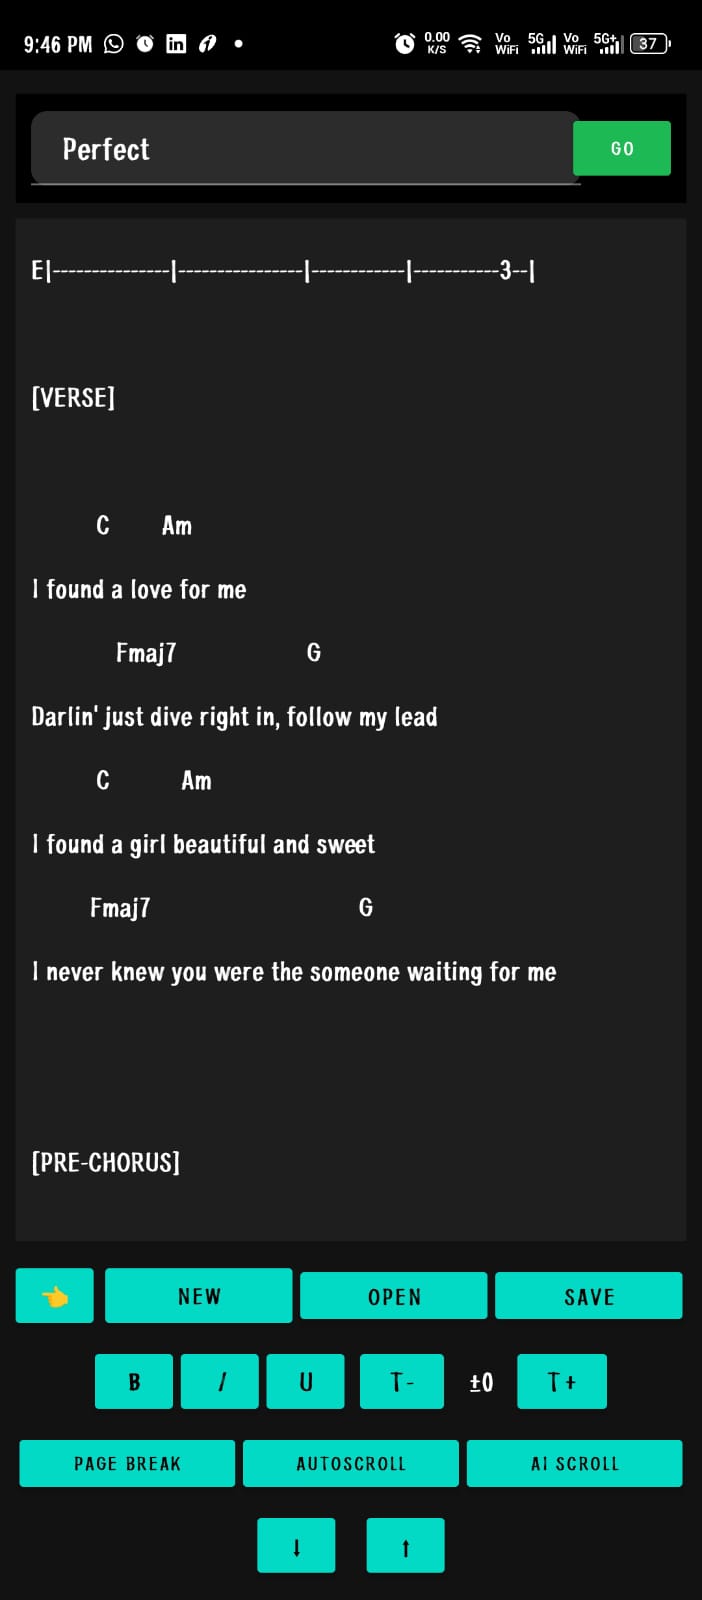 9:46 PM in 0.00 K/S Vo WiFi 5G Vo WiFi 5G+ 37
Perfect GO
E|---------------|----------------|------------|-----------3--|
[VERSE]
C Am
I found a love for me
Fmaj7 G
Darlin' just dive right in, follow my lead
C Am
I found a girl beautiful and sweet
Fmaj7 G
I never knew you were the someone waiting for me
[PRE-CHORUS]
👈 NEW OPEN SAVE
B I U T- ±0 T+
PAGE BREAK AUTOSCROLL AI SCROLL
↓ ↑